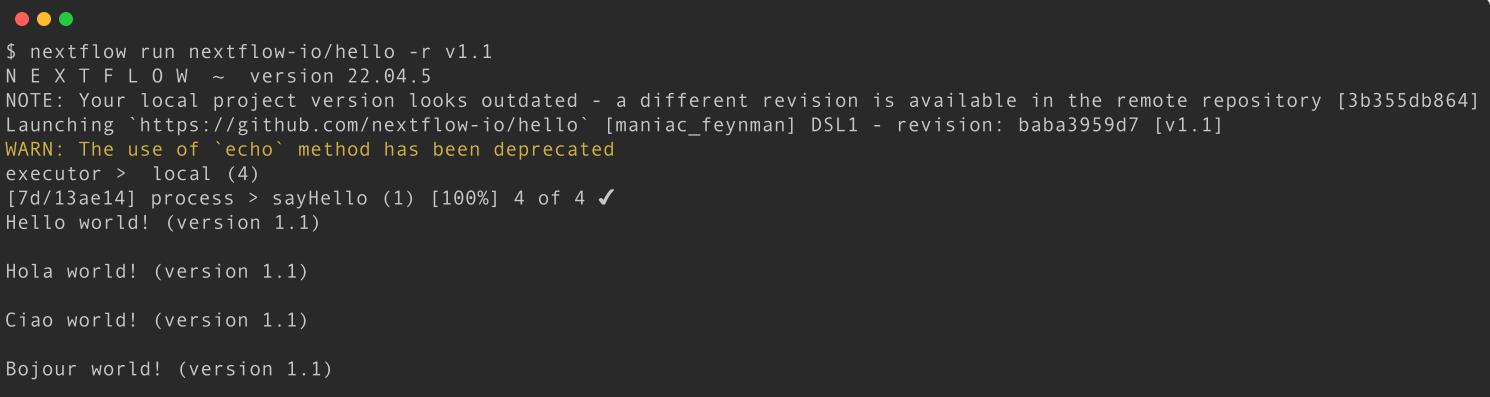 $ nextflow run nextflow-io/hello -r v1.1
N E X T F L O W  ~  version 22.04.5
NOTE: Your local project version looks outdated - a different revision is available in the remote repository [3b355db864]
Launching `https://github.com/nextflow-io/hello` [maniac_feynman] DSL1 - revision: baba3959d7 [v1.1]
WARN: The use of `echo` method has been deprecated
executor >  local (4)
[7d/13ae14] process > sayHello (1) [100%] 4 of 4 ✔
Hello world! (version 1.1)
Hola world! (version 1.1)
Ciao world! (version 1.1)
Bojour world! (version 1.1)